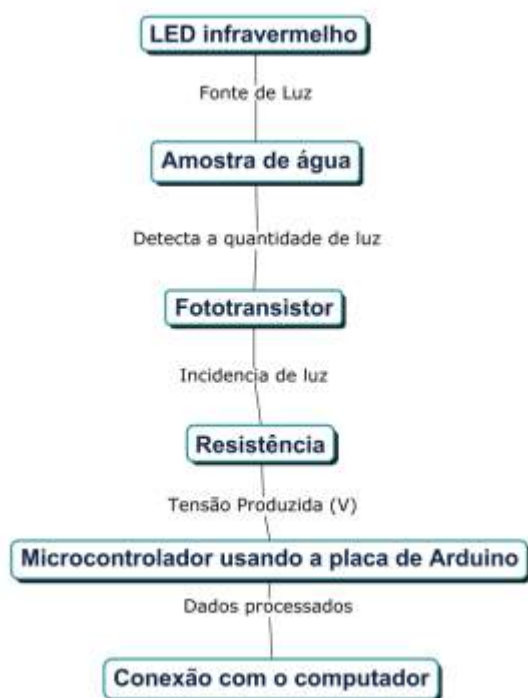 LED infravermelho
Fonte de Luz
Amostra de água
Detecta a quantidade de luz
Fototransistor
Incidencia de luz
Resistência
Tensão Produzida (V)
Microcontrolador usando a placa de Arduino
Dados processados
Conexão com o computador